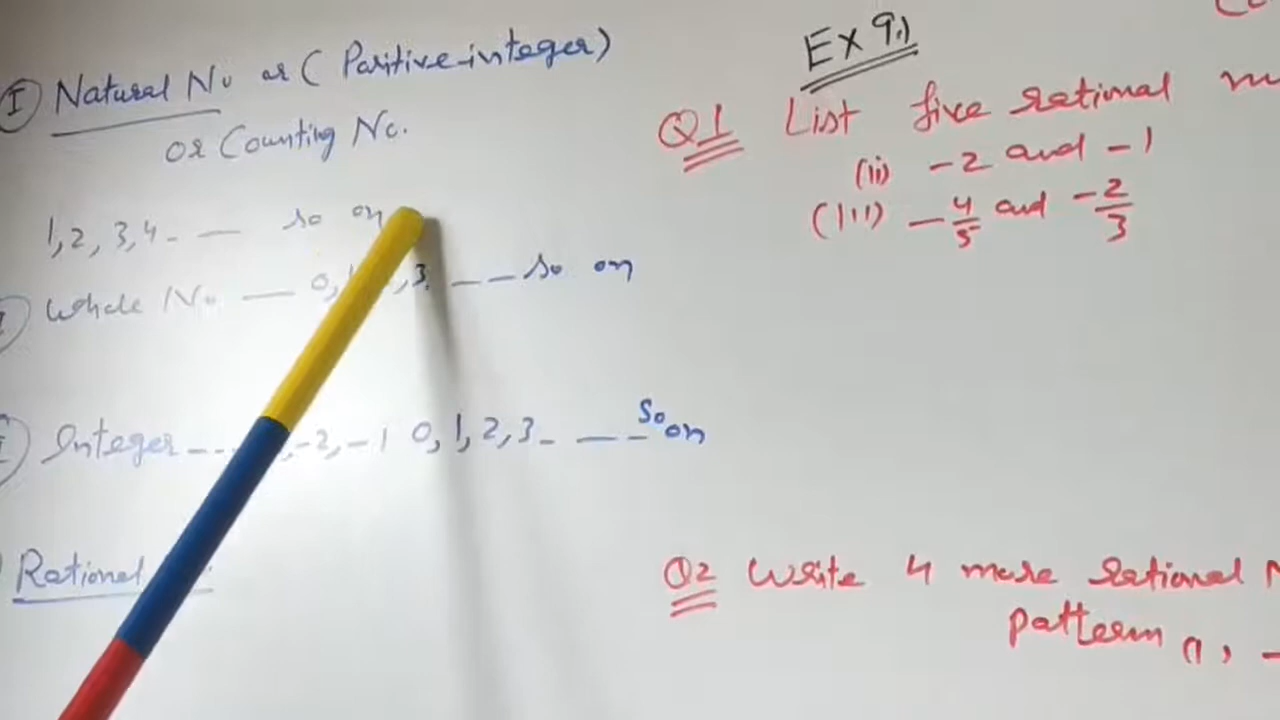 I Natural No or (Positive integer)
or Counting No.
1, 2, 3, 4 - — so on
Whole No — 0, 3, — — so on
Integer - - - -2, -1 0, 1, 2, 3 - — - so on
Rational
Ex 9.1
Q1 List five rational
(ii) -2 and -1
(iii) -4/5 and -2/3
Q2 Write 4 more rational N
pattern (1,